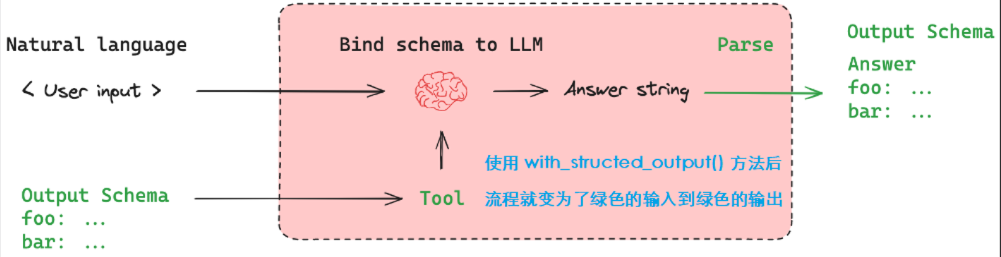 Natural language
< User input >
Bind schema to LLM
Answer string
Parse
Output Schema
Answer
foo: ...
bar: ...
使用 with_structed_output() 方法后
流程就变为了绿色的输入到绿色的输出
Tool
Output Schema
foo: ...
bar: ...